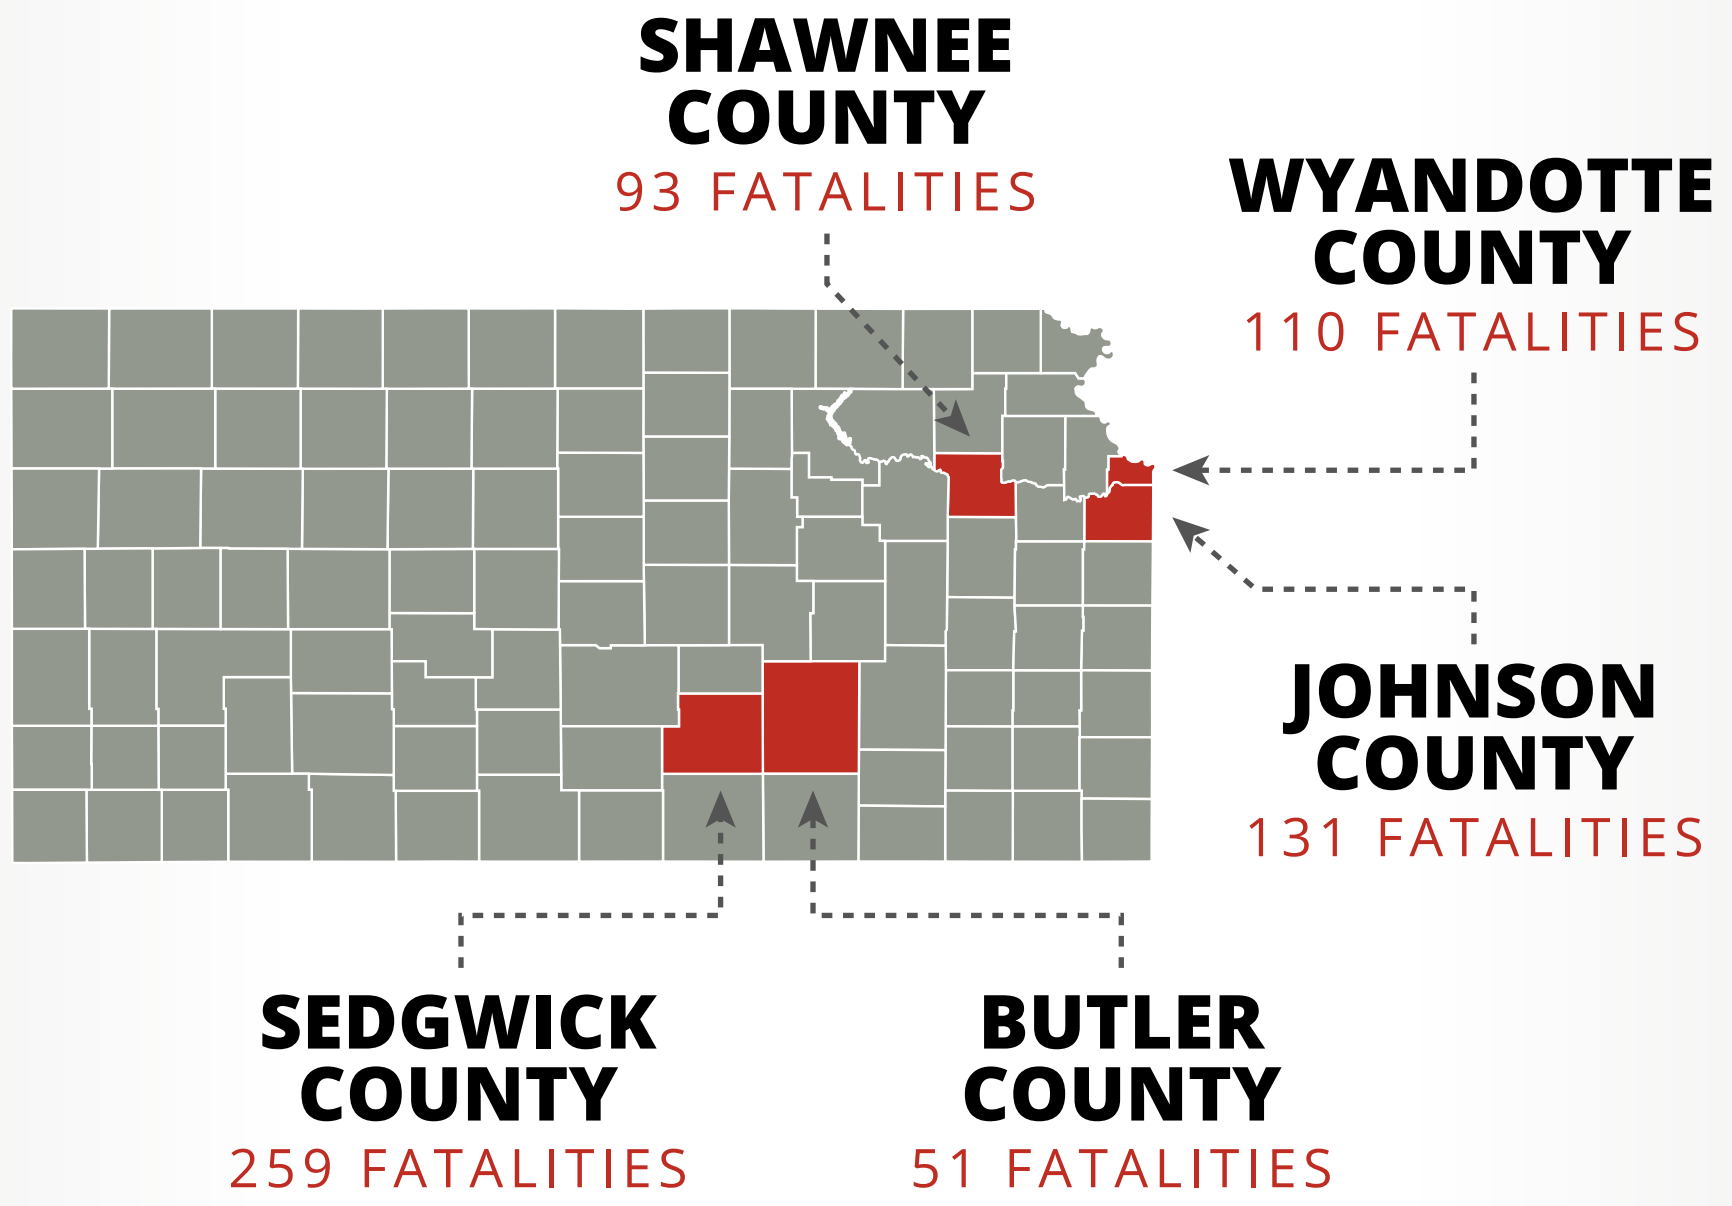 SHAWNEE
COUNTY
93 FATALITIES
WYANDOTTE
COUNTY
110 FATALITIES
JOHNSON
COUNTY
131 FATALITIES
SEDGWICK
COUNTY
259 FATALITIES
BUTLER
COUNTY
51 FATALITIES